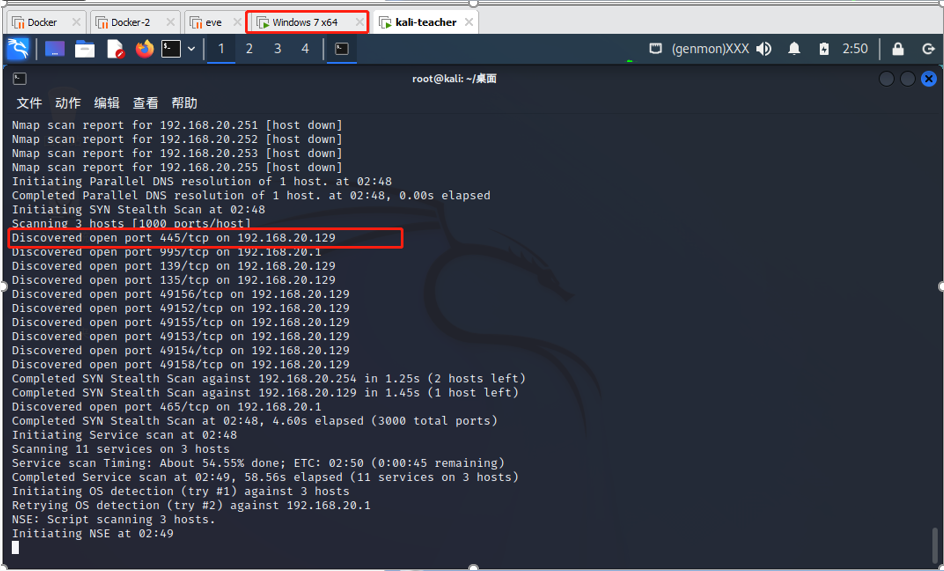 Docker
Docker-2
eve
Windows 7 x64
kali-teacher
1 2 3 4
(genmon)XXX
2:50
root@kali: ~/桌面
文件 动作 编辑 查看 帮助
Nmap scan report for 192.168.20.251 [host down]
Nmap scan report for 192.168.20.252 [host down]
Nmap scan report for 192.168.20.253 [host down]
Nmap scan report for 192.168.20.255 [host down]
Initiating Parallel DNS resolution of 1 host. at 02:48
Completed Parallel DNS resolution of 1 host. at 02:48, 0.00s elapsed
Initiating SYN Stealth Scan at 02:48
Scanning 3 hosts [1000 ports/host]
Discovered open port 445/tcp on 192.168.20.129
Discovered open port 995/tcp on 192.168.20.1
Discovered open port 139/tcp on 192.168.20.129
Discovered open port 135/tcp on 192.168.20.129
Discovered open port 49156/tcp on 192.168.20.129
Discovered open port 49152/tcp on 192.168.20.129
Discovered open port 49155/tcp on 192.168.20.129
Discovered open port 49153/tcp on 192.168.20.129
Discovered open port 49154/tcp on 192.168.20.129
Discovered open port 49158/tcp on 192.168.20.129
Completed SYN Stealth Scan against 192.168.20.254 in 1.25s (2 hosts left)
Completed SYN Stealth Scan against 192.168.20.129 in 1.45s (1 host left)
Discovered open port 465/tcp on 192.168.20.1
Completed SYN Stealth Scan at 02:48, 4.60s elapsed (3000 total ports)
Initiating Service scan at 02:48
Scanning 11 services on 3 hosts
Service scan Timing: About 54.55% done; ETC: 02:50 (0:00:45 remaining)
Completed Service scan at 02:49, 58.56s elapsed (11 services on 3 hosts)
Initiating OS detection (try #1) against 3 hosts
Retrying OS detection (try #2) against 192.168.20.1
NSE: Script scanning 3 hosts.
Initiating NSE at 02:49